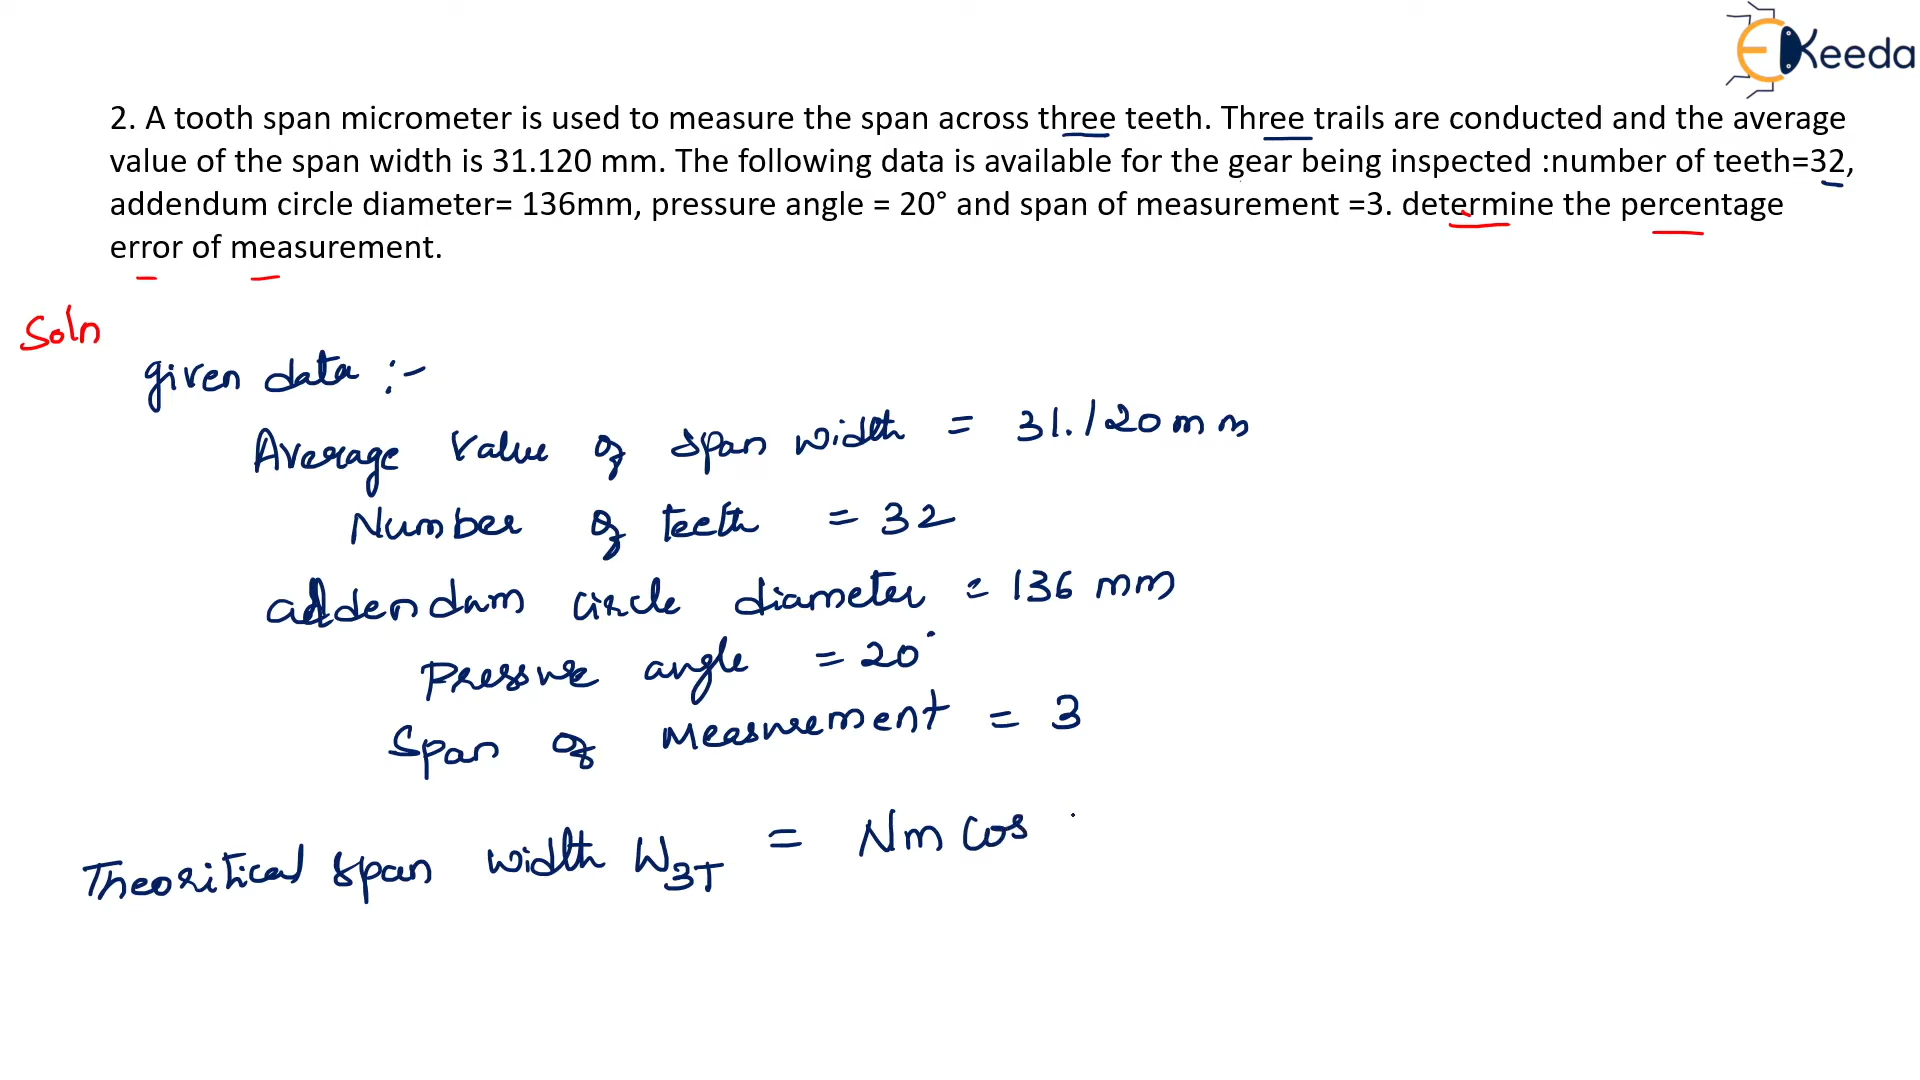 EKeeda
2. A tooth span micrometer is used to measure the span across three teeth. Three trails are conducted and the average
value of the span width is 31.120 mm. The following data is available for the gear being inspected :number of teeth=32,
addendum circle diameter= 136mm, pressure angle = 20° and span of measurement =3. determine the percentage
error of measurement.
Soln
given data :-
Average value of span width = 31.120mm
Number of teeth = 32
addendum circle diameter = 136 mm
Pressure angle = 20°
Span of Measurement = 3
Theoritical span width W3T = Nm cos